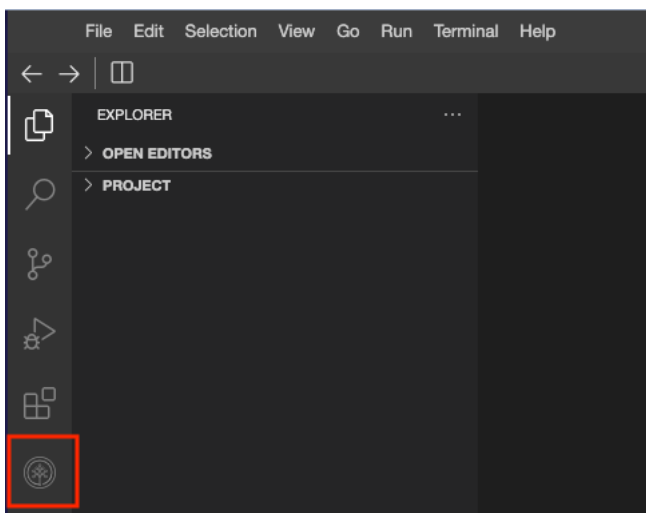 File Edit Selection View Go Run Terminal Help
EXPLORER ...
OPEN EDITORS
PROJECT